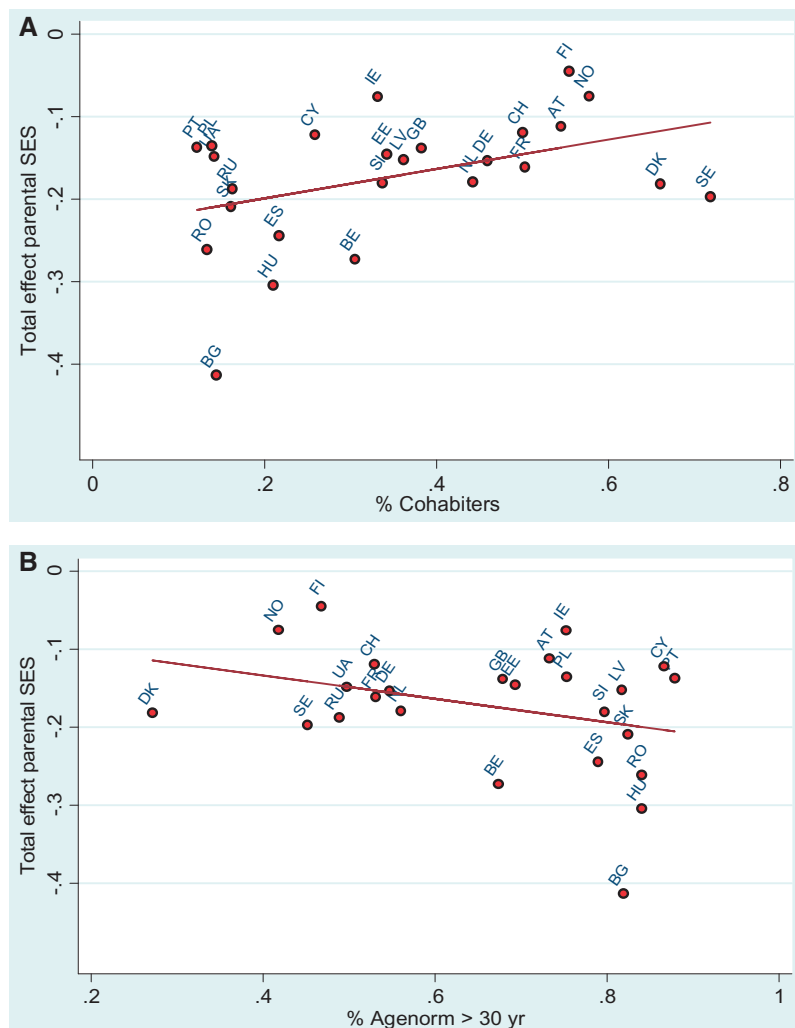 A
Total effect parental SES
0
-.1
-.2
-.3
-.4
FI
NO
IE
CY
AT
CH
PT
PL
UA
EE
LV
GB
DE
FR
NL
SI
RU
SK
DK
SE
ES
RO
BE
HU
BG
0 .2 .4 .6 .8
% Cohabiters
B
Total effect parental SES
0
-.1
-.2
-.3
-.4
FI
NO
IE
AT
CH
CY
PT
PL
GB
EE
UA
DE
FR
NL
LV
SI
DK
RU
SE
SK
ES
RO
BE
HU
BG
.2 .4 .6 .8 1
% Agenorm > 30 yr